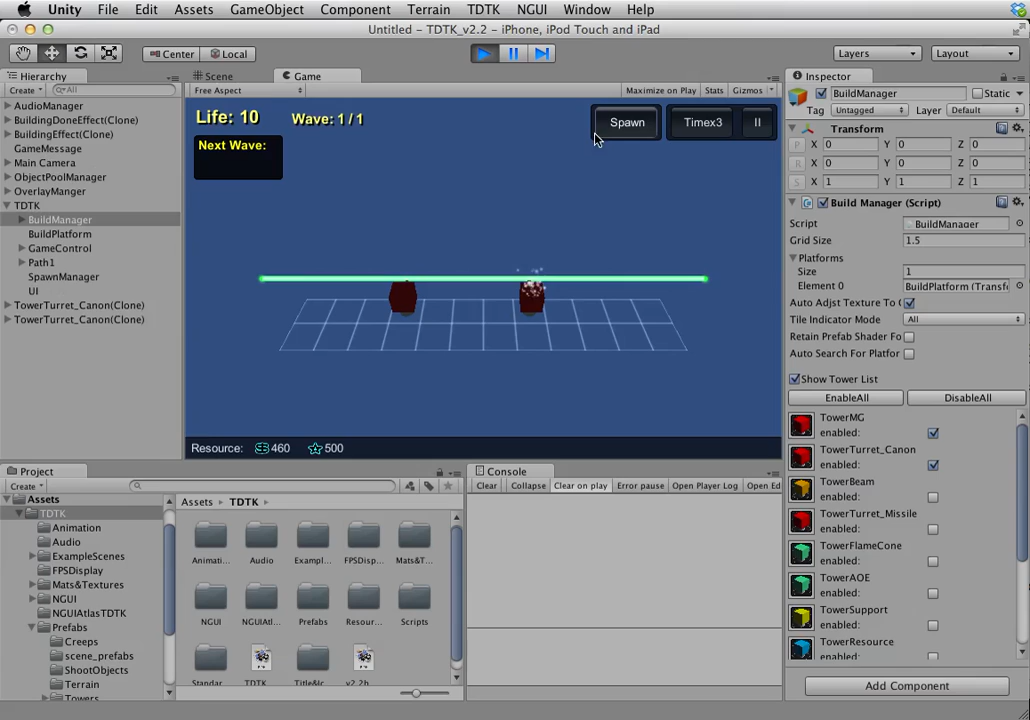 Unity File Edit Assets GameObject Component Terrain TDTK NGUI Window Help
Untitled - TDTK_v2.2 - iPhone, iPod Touch and iPad
Center Local Layers Layout
Hierarchy
Create All
AudioManager
BuildingDoneEffect(Clone)
BuildingEffect(Clone)
GameMessage
Main Camera
ObjectPoolManager
OverlayManger
TDTK
BuildManager
BuildPlatform
GameControl
Path1
SpawnManager
UI
TowerTurret_Canon(Clone)
TowerTurret_Canon(Clone)
Scene Game
Free Aspect Maximize on Play Stats Gizmos
Life: 10 Wave: 1 / 1 Spawn Timex3 II
Next Wave:
Resource: 460 500
Inspector
BuildManager Static
Tag Untagged Layer Default
Transform
P X 0 Y 0 Z 0
R X 0 Y 0 Z 0
S X 1 Y 1 Z 1
Build Manager (Script)
Script BuildManager
Grid Size 1.5
Platforms
Size 1
Element 0 BuildPlatform (Transf
Auto Adjst Texture To G
Tile Indicator Mode All
Retain Prefab Shader Fo
Auto Search For Platfor
Show Tower List
EnableAll DisableAll
TowerMG
enabled:
TowerTurret_Canon
enabled:
TowerBeam
enabled:
TowerTurret_Missile
enabled:
TowerFlameCone
enabled:
TowerAOE
enabled:
TowerSupport
enabled:
TowerResource
enabled:
Add Component
Project
Create
Assets
TDTK
Animation
Audio
ExampleScenes
FPSDisplay
Mats&Textures
NGUI
NGUIAtlasTDTK
Prefabs
Creeps
scene_prefabs
ShootObjects
Terrain
Towers
Assets TDTK
Animati... Audio Exampl... FPSDispl... Mats&T...
NGUI NGUIAtl... Prefabs Resour... Scripts
Standar... TDTK Title&Ic... v2_2b
Console
Clear Collapse Clear on play Error pause Open Player Log Open Ed